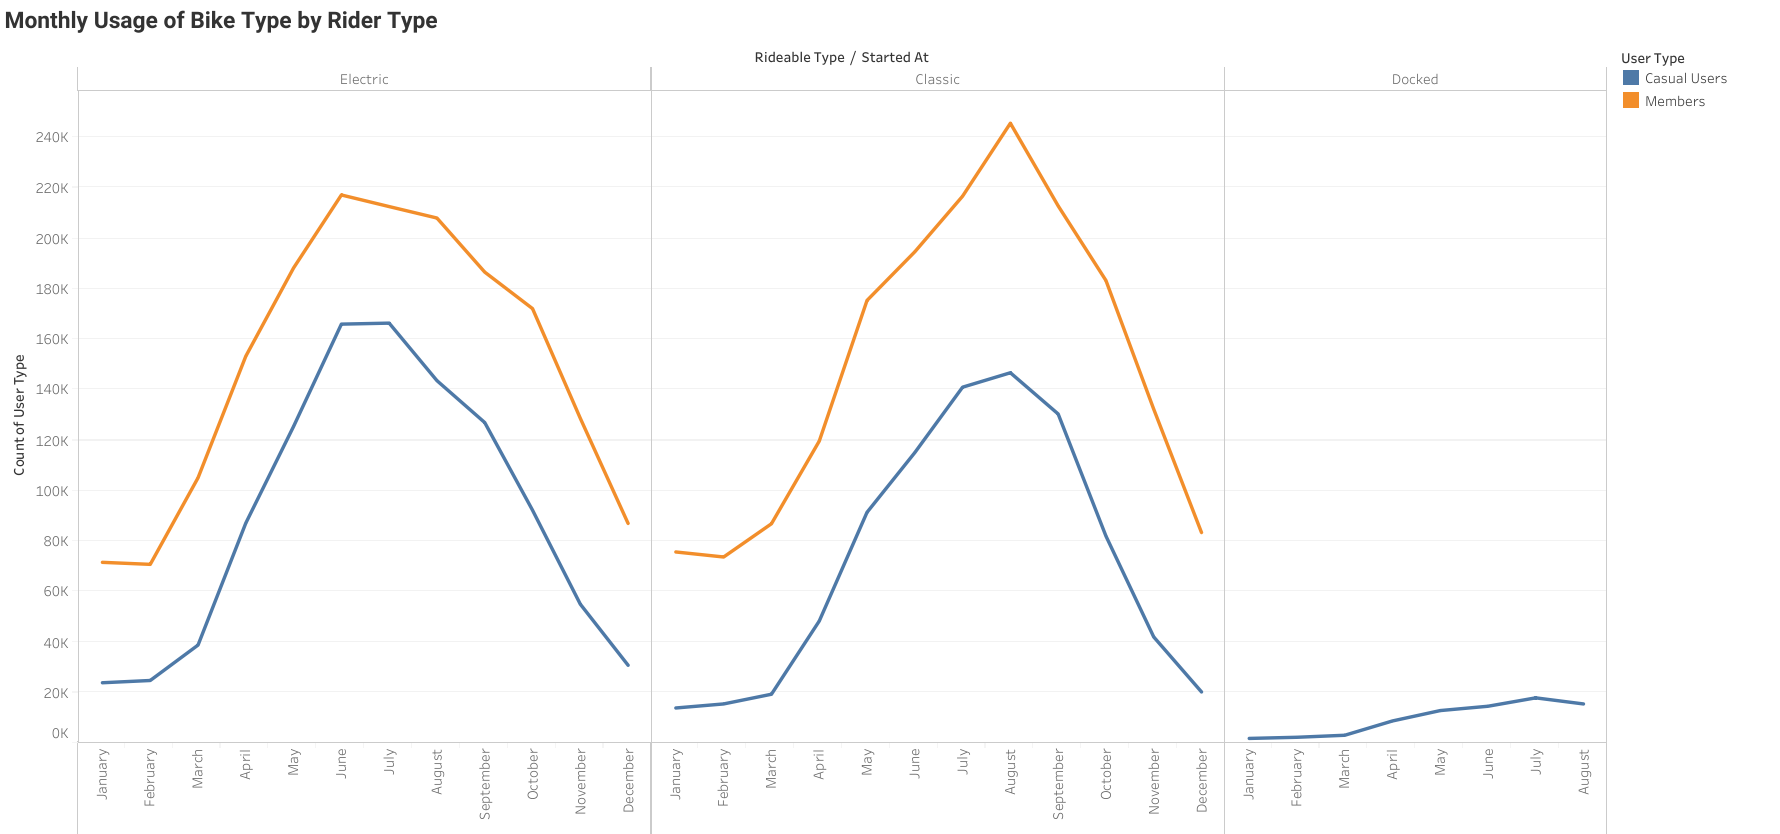 Monthly Usage of Bike Type by Rider Type
Rideable Type / Started At
Electric
Classic
Docked
User Type
Casual Users
Members
Count of User Type
240K
220K
200K
180K
160K
140K
120K
100K
80K
60K
40K
20K
0K
January
February
March
April
May
June
July
August
September
October
November
December
January
February
March
April
May
June
July
August
September
October
November
December
January
February
March
April
May
June
July
August